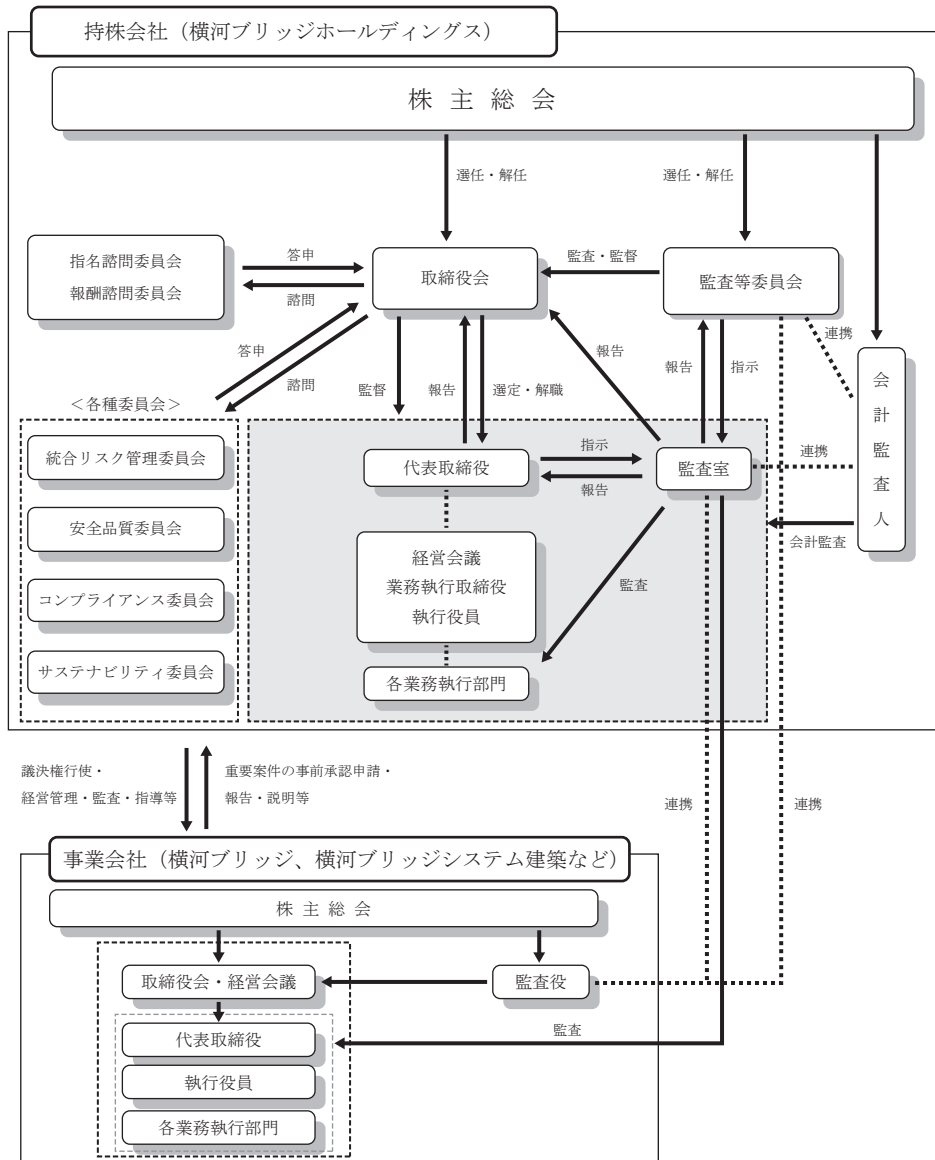 持株会社（横河ブリッジホールディングス）
株主総会
選任・解任
選任・解任
指名諮問委員会
報酬諮問委員会
答申
諮問
取締役会
監査・監督
監査等委員会
答申
諮問
監督
報告
選定・解職
報告
報告
指示
連携
会計監査人
＜各種委員会＞
統合リスク管理委員会
安全品質委員会
コンプライアンス委員会
サステナビリティ委員会
代表取締役
指示
報告
監査室
連携
会計監査
経営会議
業務執行取締役
執行役員
監査
各業務執行部門
議決権行使・
経営管理・監査・指導等
重要案件の事前承認申請・
報告・説明等
連携
連携
事業会社（横河ブリッジ、横河ブリッジシステム建築など）
株主総会
取締役会・経営会議
監査役
監査
代表取締役
執行役員
各業務執行部門